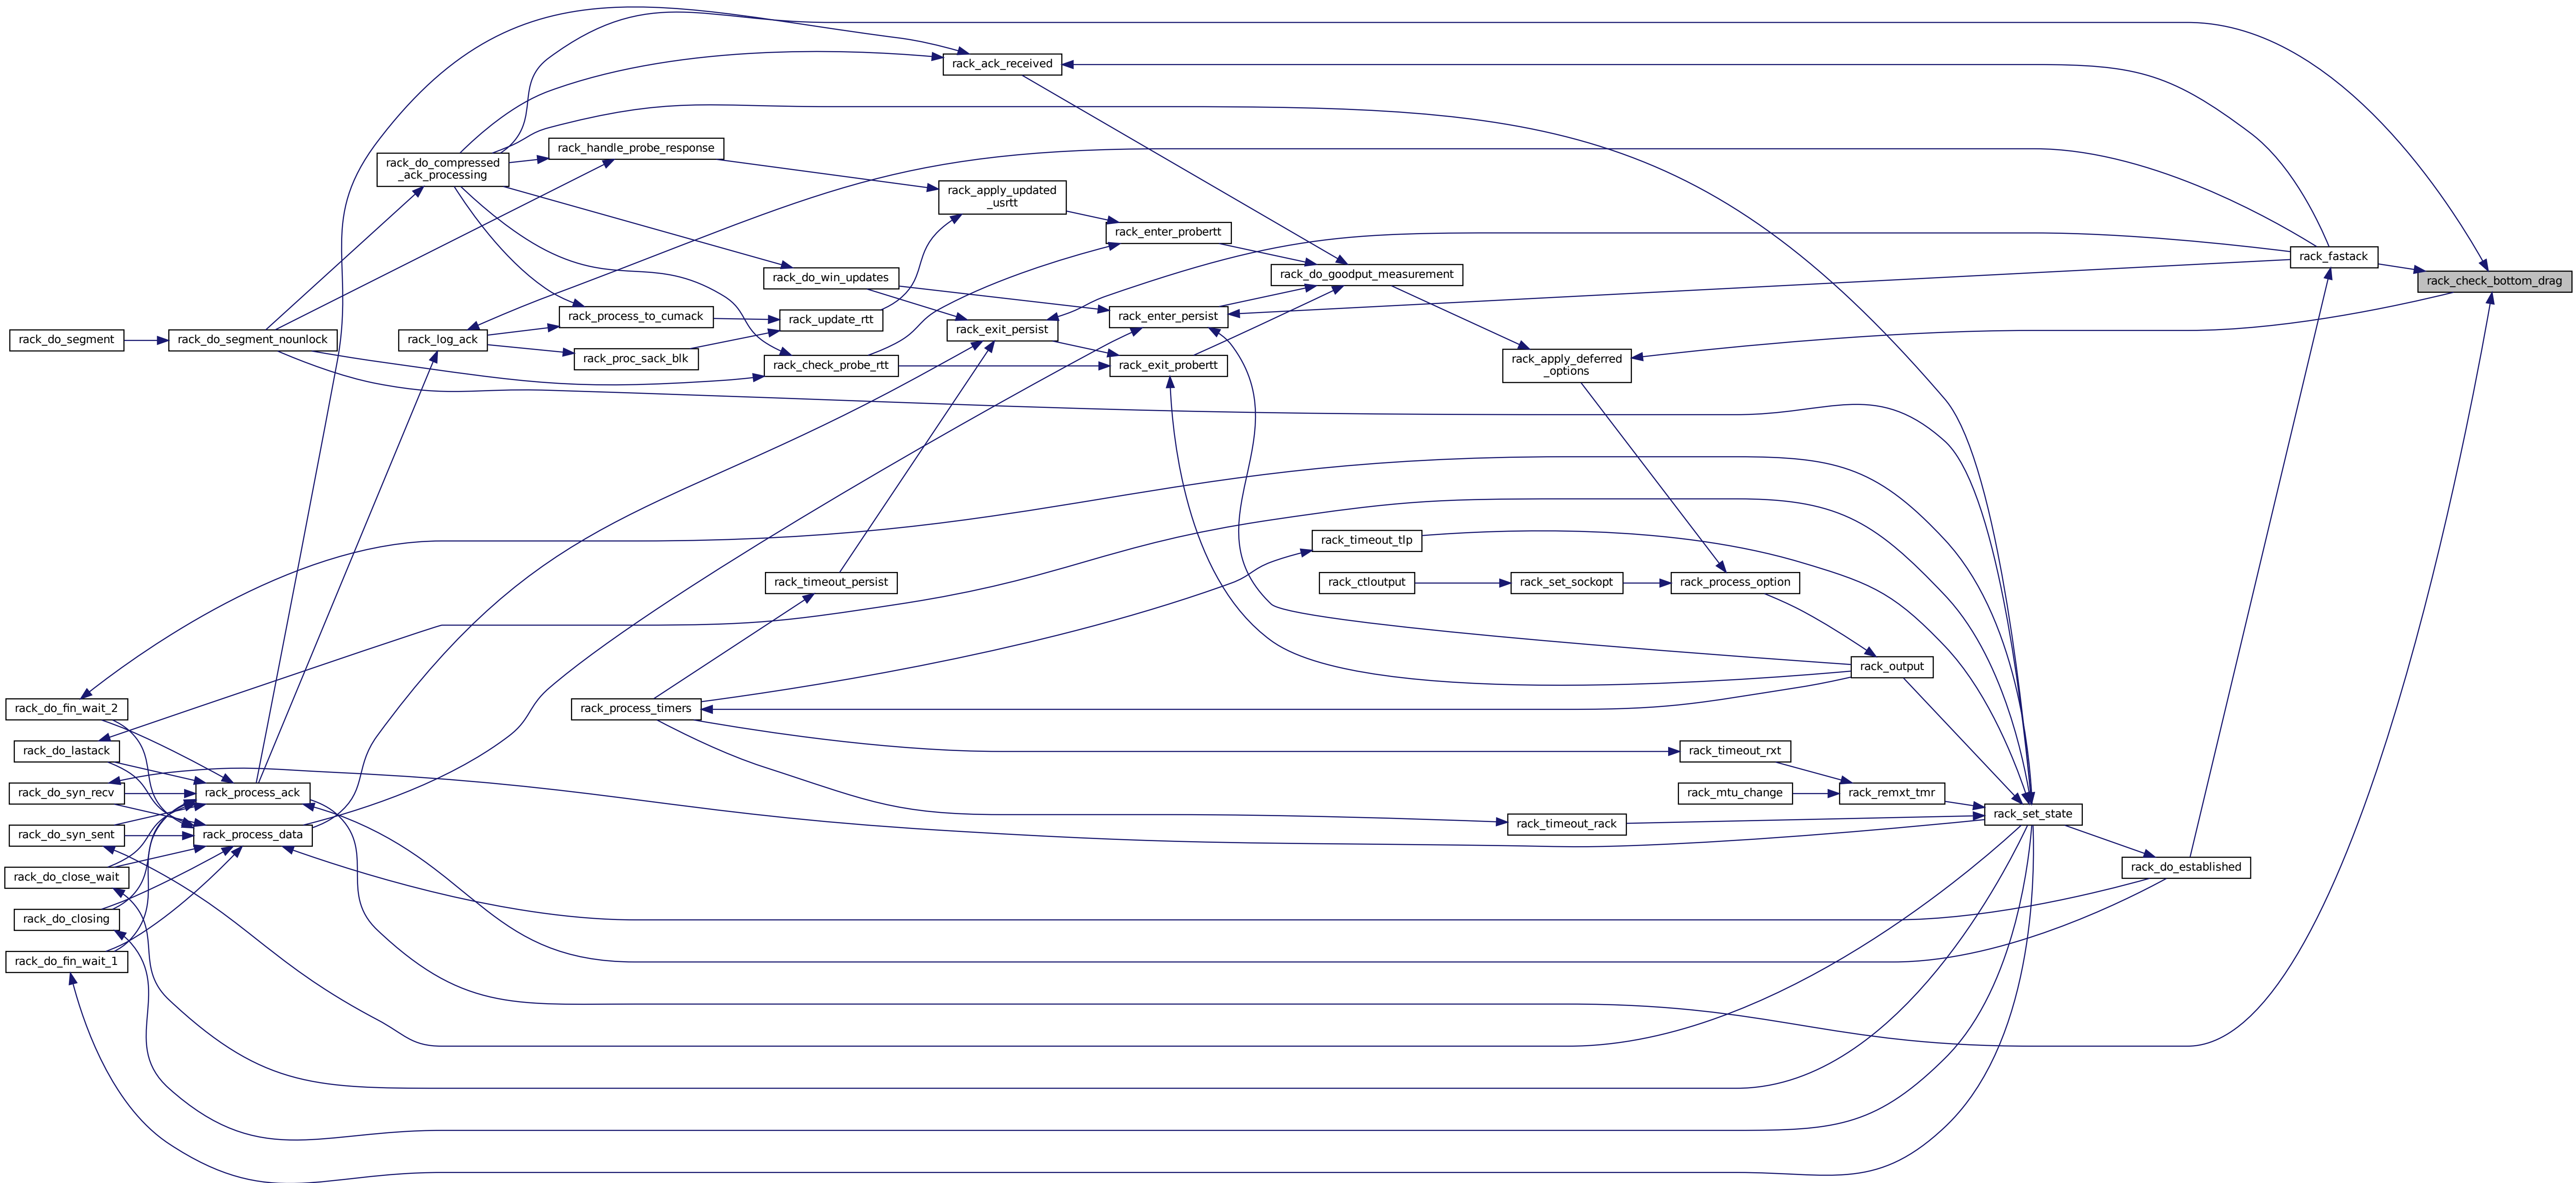 rack_ack_received
rack_handle_probe_response
rack_do_compressed
_ack_processing
rack_apply_updated
_usrtt
rack_enter_probertt
rack_fastack
rack_do_win_updates
rack_do_goodput_measurement
rack_check_bottom_drag
rack_process_to_cumack
rack_update_rtt
rack_enter_persist
rack_exit_persist
rack_do_segment
rack_do_segment_nounlock
rack_log_ack
rack_proc_sack_blk
rack_check_probe_rtt
rack_exit_probertt
rack_apply_deferred
_options
rack_timeout_tlp
rack_timeout_persist
rack_ctloutput
rack_set_sockopt
rack_process_option
rack_output
rack_do_fin_wait_2
rack_process_timers
rack_do_lastack
rack_timeout_rxt
rack_do_syn_recv
rack_process_ack
rack_mtu_change
rack_remxt_tmr
rack_set_state
rack_timeout_rack
rack_do_syn_sent
rack_process_data
rack_do_established
rack_do_close_wait
rack_do_closing
rack_do_fin_wait_1